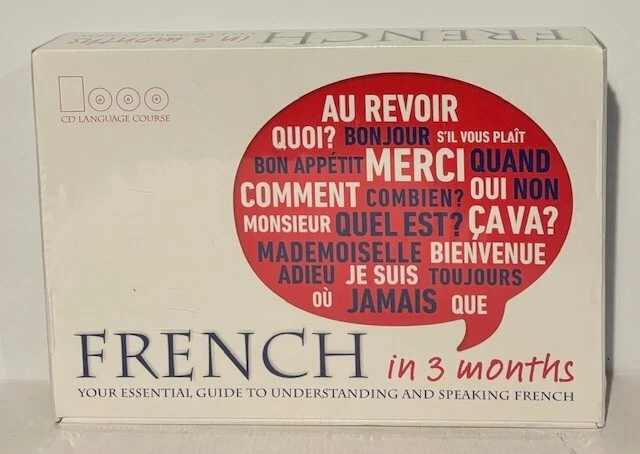 in 3 months FRENCH
CD LANGUAGE COURSE
AU REVOIR
QUOI? BONJOUR S'IL VOUS PLAÎT
BON APPÉTIT MERCI QUAND
COMMENT COMBIEN? OUI NON
MONSIEUR QUEL EST? ÇAVA?
MADEMOISELLE BIENVENUE
ADIEU JE SUIS TOUJOURS
OÙ JAMAIS QUE
FRENCH in 3 months
YOUR ESSENTIAL GUIDE TO UNDERSTANDING AND SPEAKING FRENCH